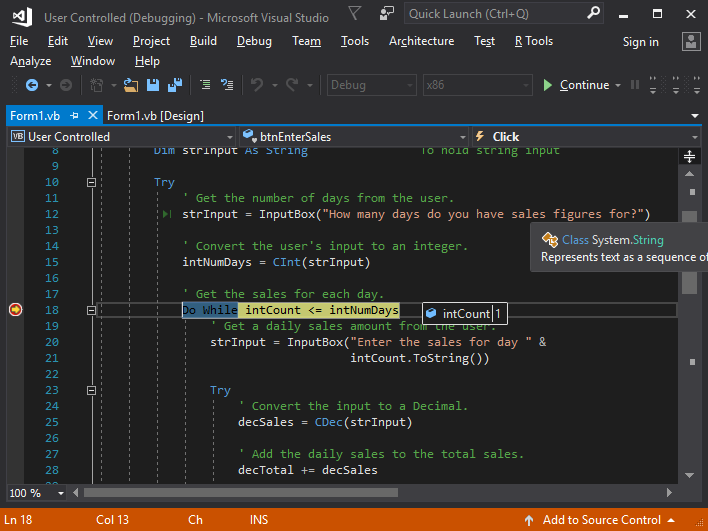 User Controlled (Debugging) - Microsoft Visual Studio
Quick Launch (Ctrl+Q)
File Edit View Project Build Debug Team Tools Architecture Test R Tools Sign in
Analyze Window Help
Debug x86 Continue
Form1.vb Form1.vb [Design]
VB User Controlled btnEnterSales Click
8 Dim strInput As String To hold string input
9
10 Try
11 ' Get the number of days from the user.
12 strInput = InputBox("How many days do you have sales figures for?")
13
14 ' Convert the user's input to an integer.
Class System.String
15 intNumDays = CInt(strInput)
Represents text as a sequence of
16
17 ' Get the sales for each day.
18 Do While intCount <= intNumDays
intCount 1
19 ' Get a daily sales amount from the user.
20 strInput = InputBox("Enter the sales for day " &
21 intCount.ToString())
22
23 Try
24 ' Convert the input to a Decimal.
25 decSales = CDec(strInput)
26
27 ' Add the daily sales to the total sales.
28 decTotal += decSales
100 %
Ln 18 Col 13 Ch INS Add to Source Control